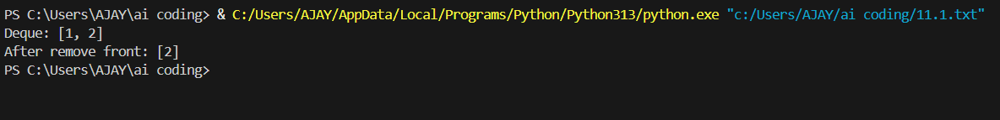 PS C:\Users\AJAY\ai coding> & C:/Users/AJAY/AppData/Local/Programs/Python/Python313/python.exe "c:/Users/AJAY/ai coding/11.1.txt"
Deque: [1, 2]
After remove front: [2]
PS C:\Users\AJAY\ai coding>